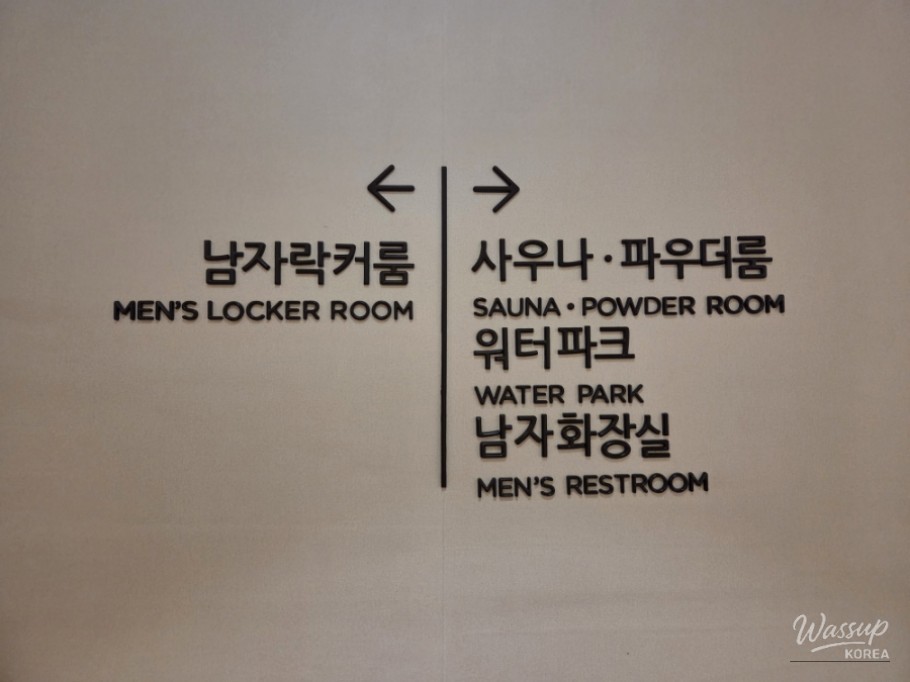 ←
남자락커룸
MEN'S LOCKER ROOM
→
사우나·파우더룸
SAUNA • POWDER ROOM
워터파크
WATER PARK
남자화장실
MEN'S RESTROOM
Wassup
KOREA